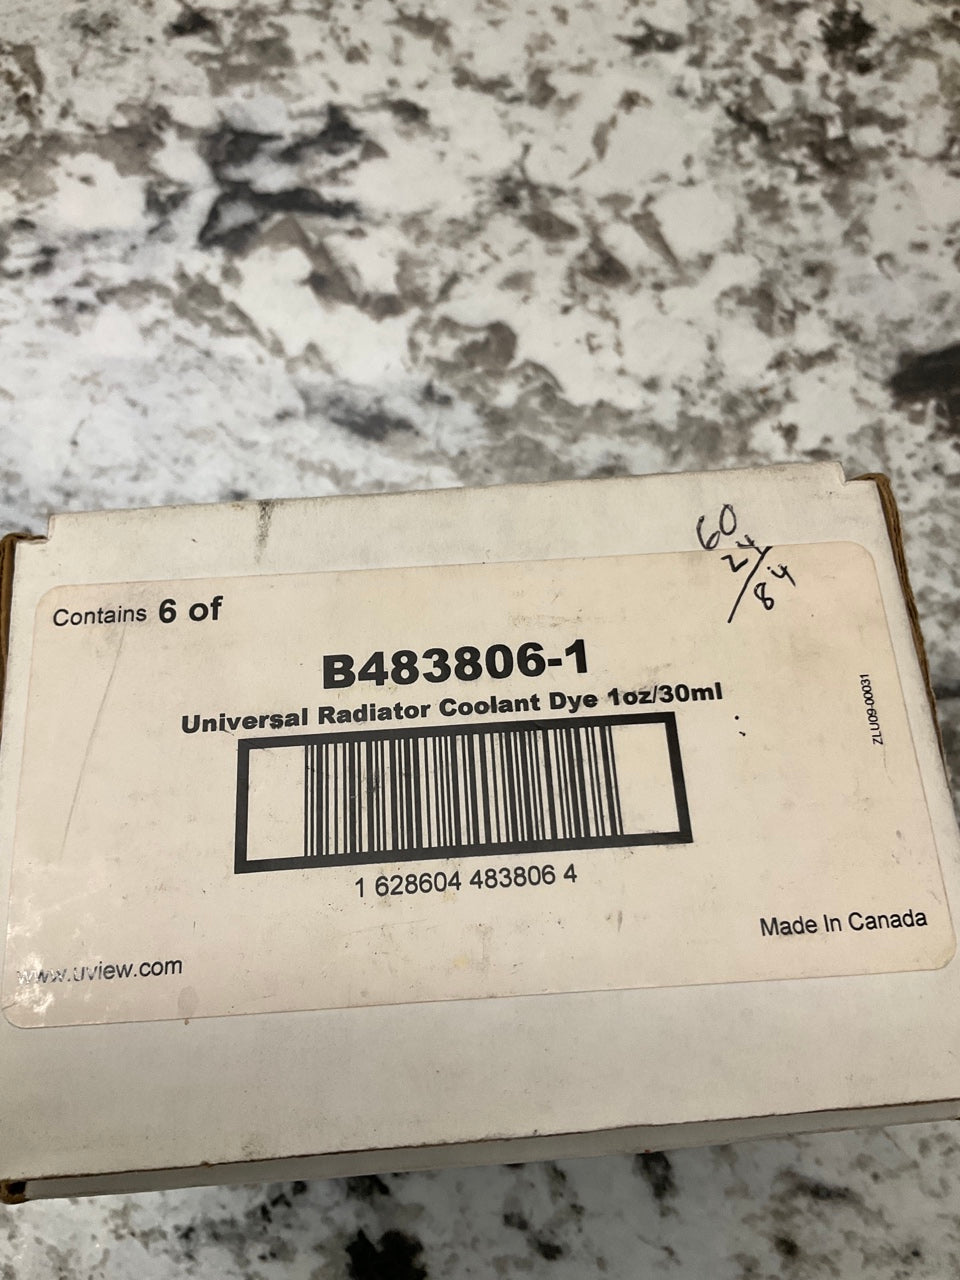 60
24
84
Contains 6 of
B483806-1
Universal Radiator Coolant Dye 1oz/30ml
ZLU09-00031
1 628604 483806 4
Made In Canada
www.uview.com